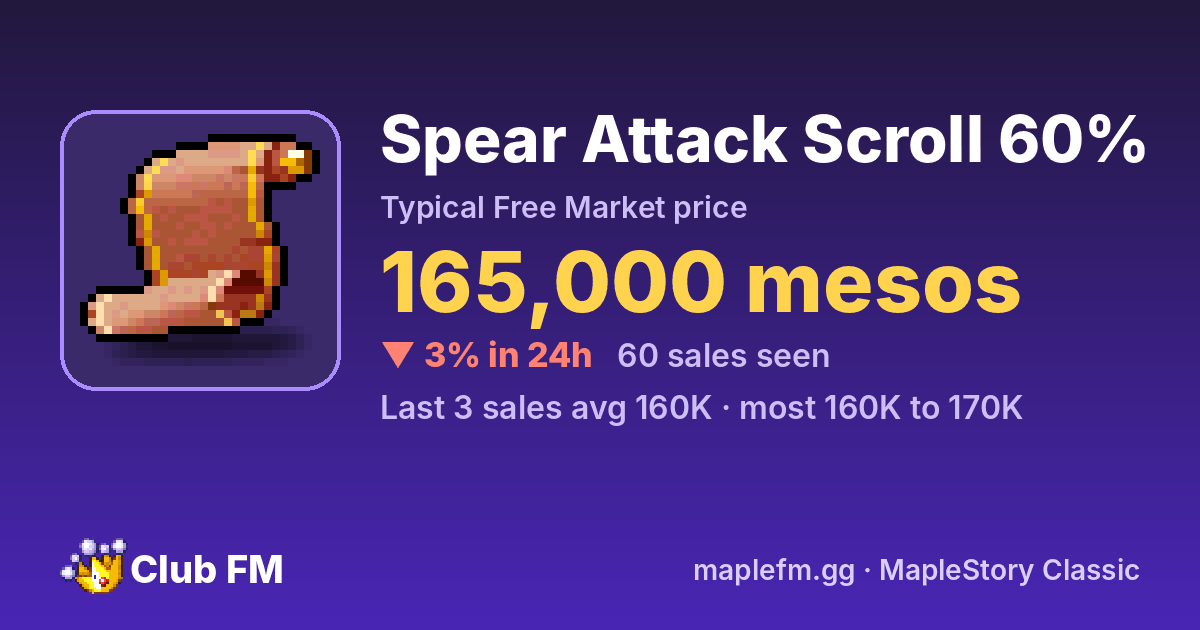 Spear Attack Scroll 60%
Typical Free Market price
165,000 mesos
▼ 3% in 24h 60 sales seen
Last 3 sales avg 160K · most 160K to 170K
Club FM
maplefm.gg · MapleStory Classic